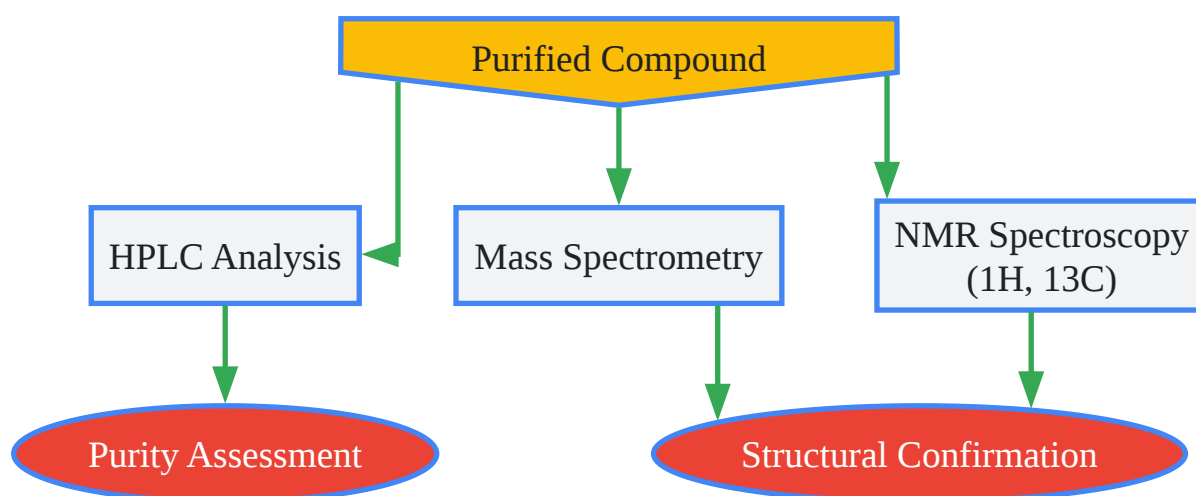 Purified Compound
HPLC Analysis
Mass Spectrometry
NMR Spectroscopy
(1H, 13C)
Purity Assessment
Structural Confirmation